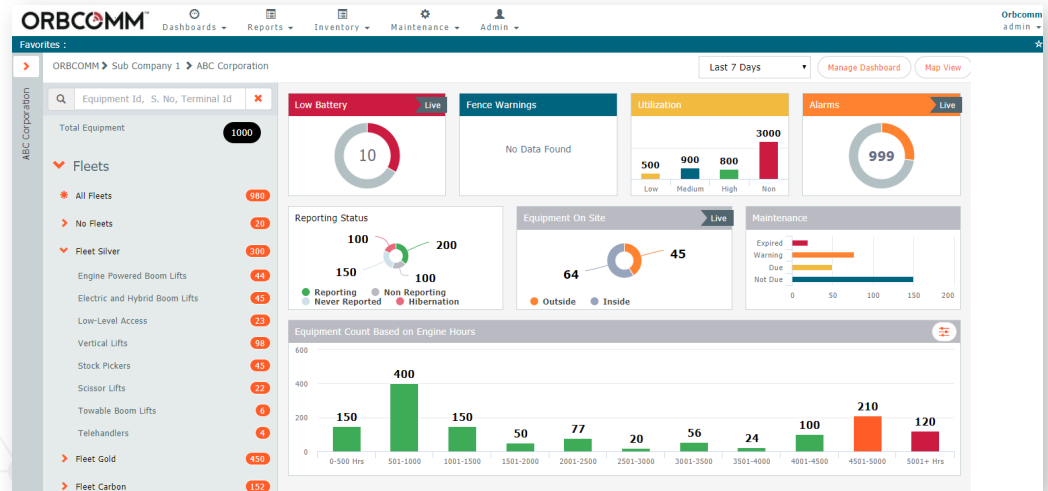 ORBCOMM™
Dashboards Reports Inventory Maintenance Admin
Orbcomm
admin
Favorites :
ORBCOMM > Sub Company 1 > ABC Corporation
Last 7 Days
Manage Dashboard
Map View
ABC Corporation
Equipment Id, S. No, Terminal Id
Total Equipment 1000
Fleets
All Fleets 980
No Fleets 20
Fleet Silver 300
Engine Powered Boom Lifts 44
Electric and Hybrid Boom Lifts 45
Low-Level Access 23
Vertical Lifts 98
Stock Pickers 45
Scissor Lifts 22
Towable Boom Lifts 6
Telehandlers 4
Fleet Gold 450
Fleet Carbon 152
Low Battery Live
10
Fence Warnings
No Data Found
Utilization
500 900 800 3000
Low Medium High Non
Alarms Live
999
Reporting Status
100 200
150 100
Reporting Non Reporting
Never Reported Hibernation
Equipment On Site Live
45
64
Outside Inside
Maintenance
Expired
Warning
Due
Not Due
0 50 100 150 200
Equipment Count Based on Engine Hours
600
400
200
0
150 400 150 50 77 20 56 24 100 210 120
0-500 Hrs 501-1000 1001-1500 1501-2000 2001-2500 2501-3000 3001-3500 3501-4000 4001-4500 4501-5000 5001+ Hrs